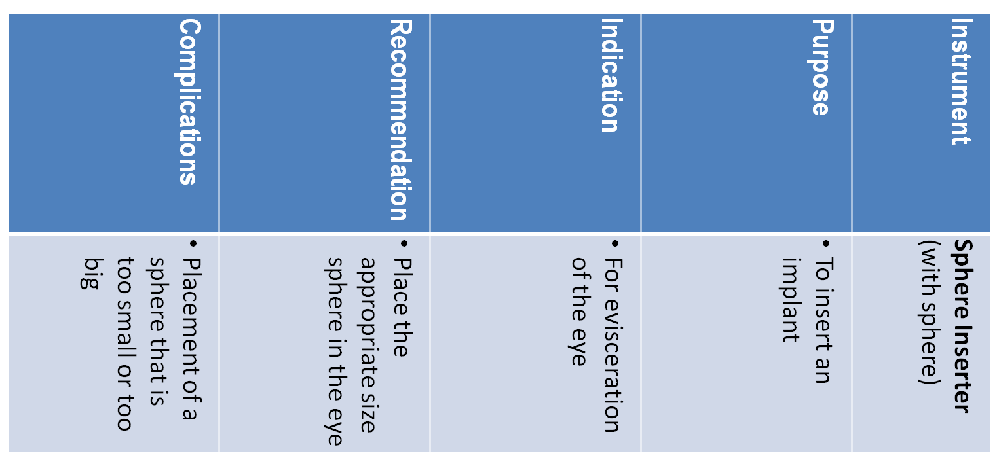 Instrument
Sphere Inserter
(with sphere)
Purpose
• To insert an
implant
Indication
• For evisceration
of the eye
Recommendation
• Place the
appropriate size
sphere in the eye
Complications
• Placement of a
sphere that is
too small or too
big